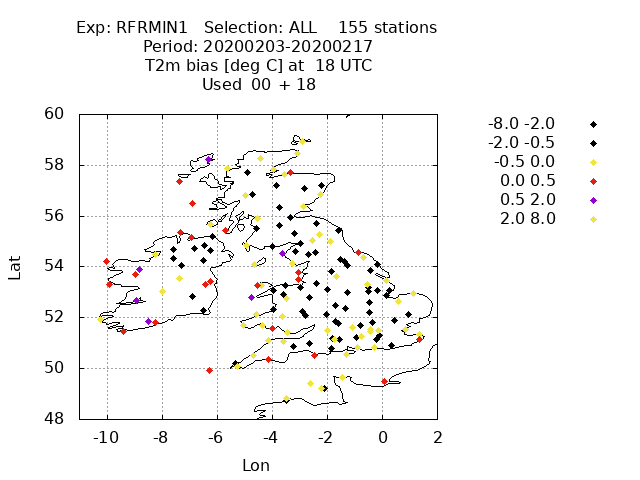 Exp: RFRMIN1 Selection: ALL 155 stations
Period: 20200203-20200217
T2m bias [deg C] at 18 UTC
Used 00 + 18
-8.0 -2.0
-2.0 -0.5
-0.5 0.0
0.0 0.5
0.5 2.0
2.0 8.0
60
58
56
54
52
50
48
Lat
-10 -8 -6 -4 -2 0 2
Lon